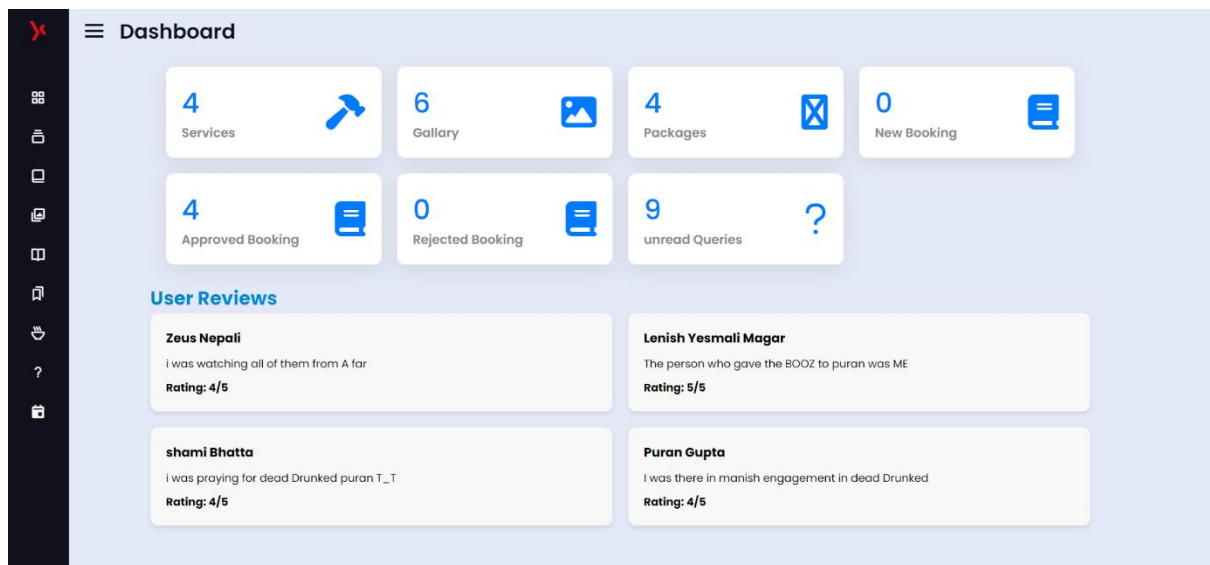 Dashboard
4
Services
6
Gallary
4
Packages
0
New Booking
4
Approved Booking
0
Rejected Booking
9
unread Queries
?
User Reviews
Zeus Nepali
i was watching all of them from A far
Rating: 4/5
Lenish Yesmali Magar
The person who gave the BOOZ to puran was ME
Rating: 5/5
shami Bhatta
i was praying for dead Drunked puran T_T
Rating: 4/5
Puran Gupta
I was there in manish engagement in dead Drunked
Rating: 4/5
?